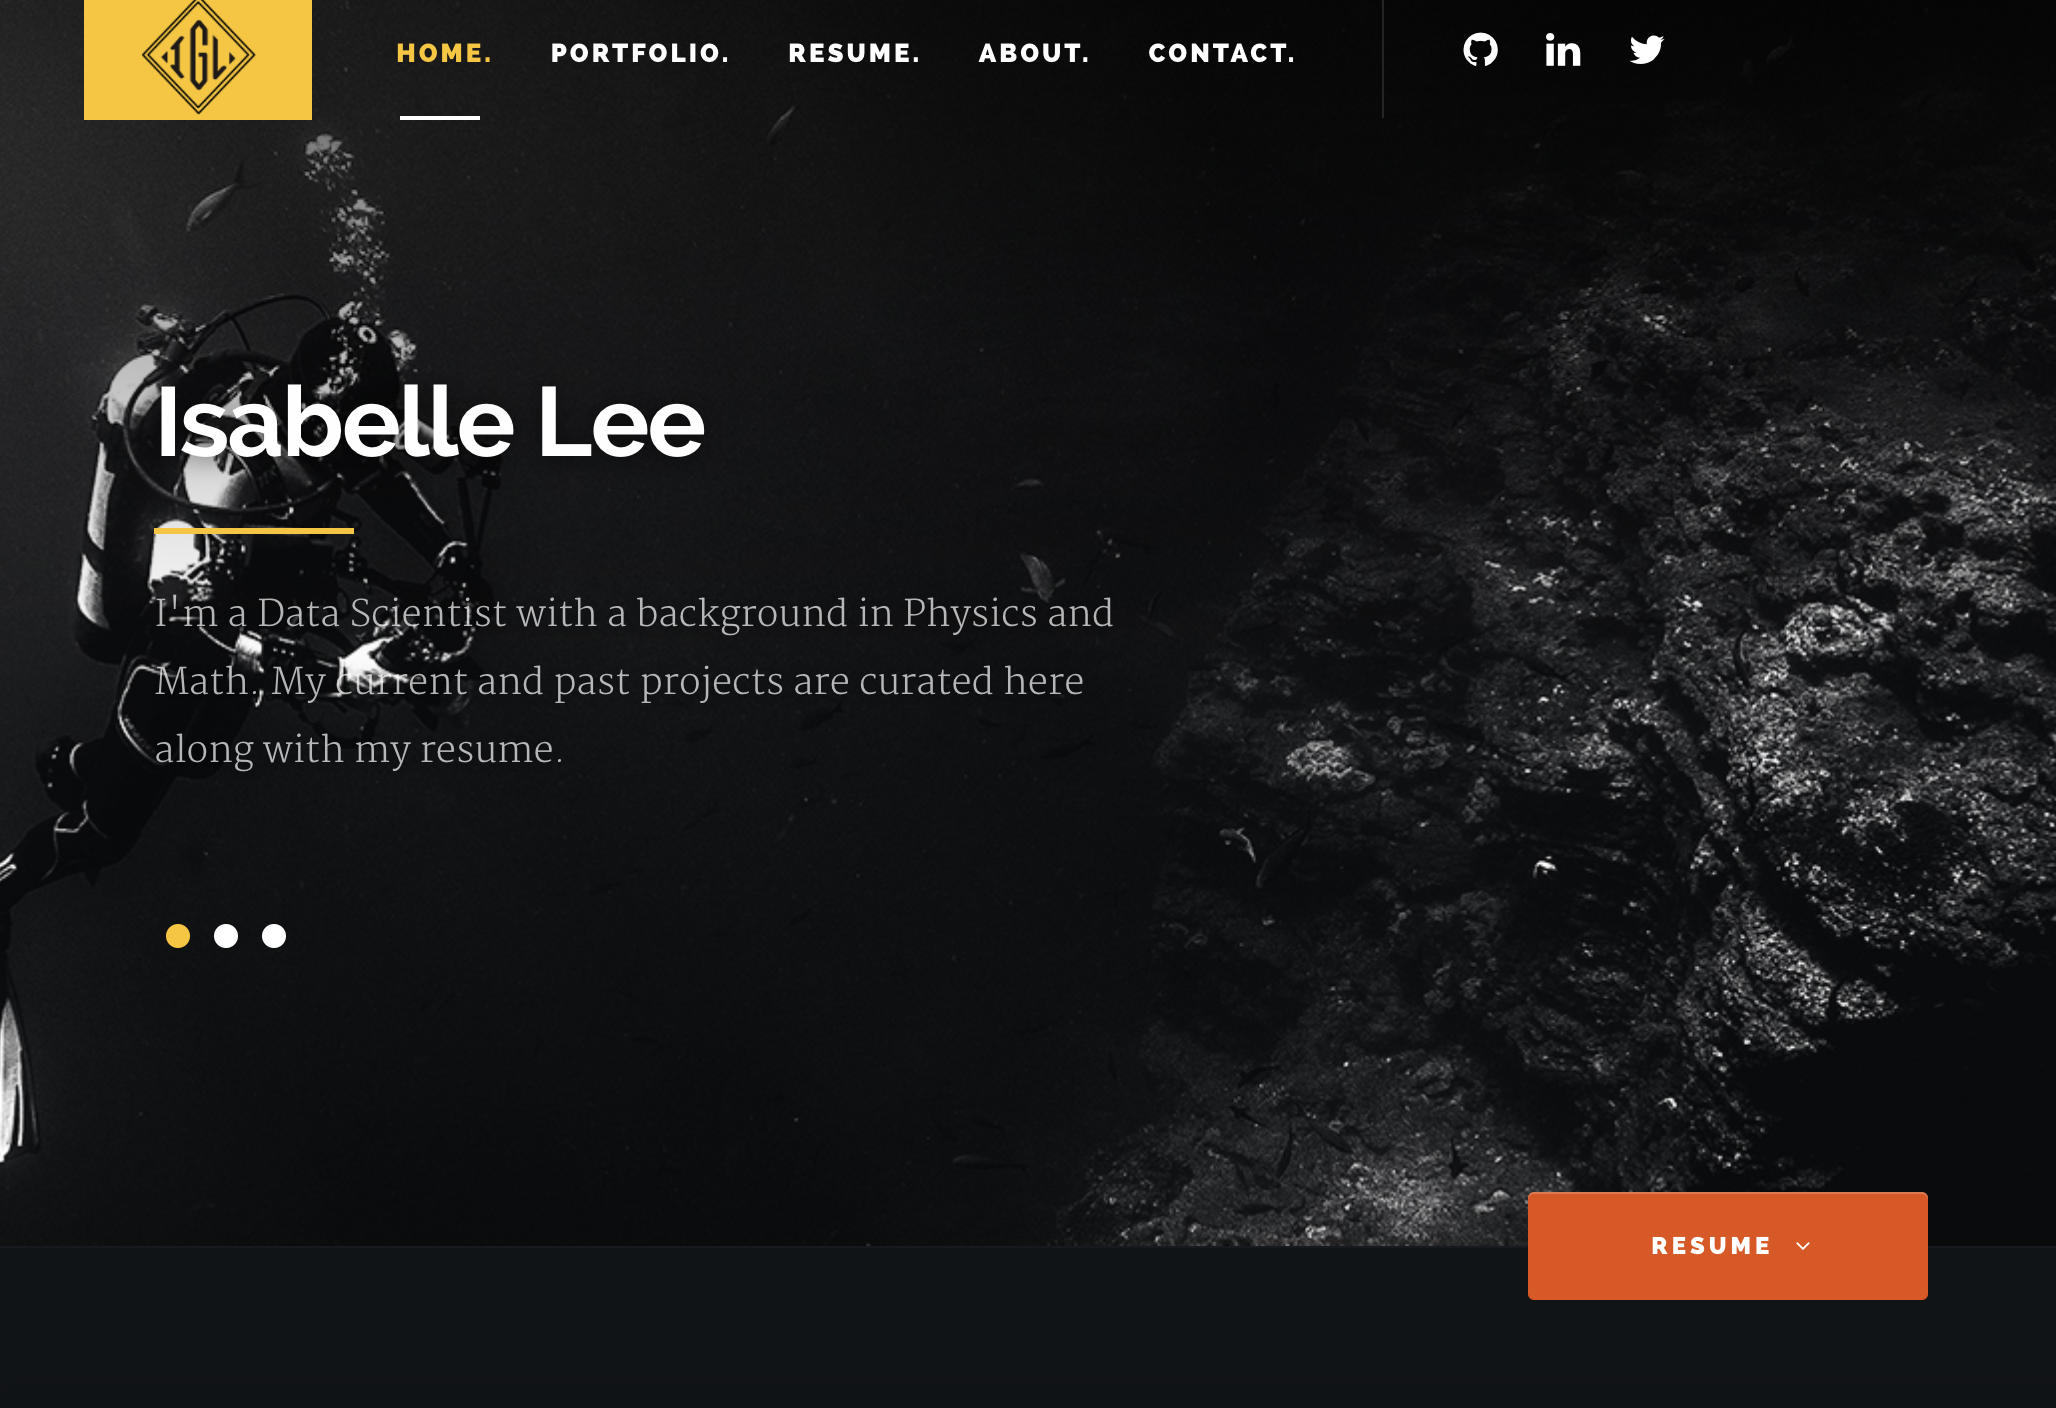 IGL
HOME. PORTFOLIO. RESUME. ABOUT. CONTACT. in
Isabelle Lee
I'm a Data Scientist with a background in Physics and
Math. My current and past projects are curated here
along with my resume.
RESUME